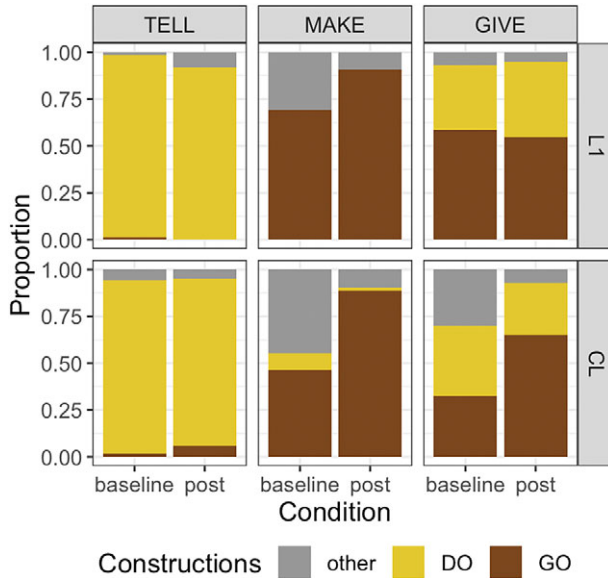 TELL MAKE GIVE
1.00
0.75
0.50
0.25
0.00
L1
1.00
0.75
0.50
0.25
0.00
CL
Proportion
baseline post baseline post baseline post
Condition
Constructions other DO GO